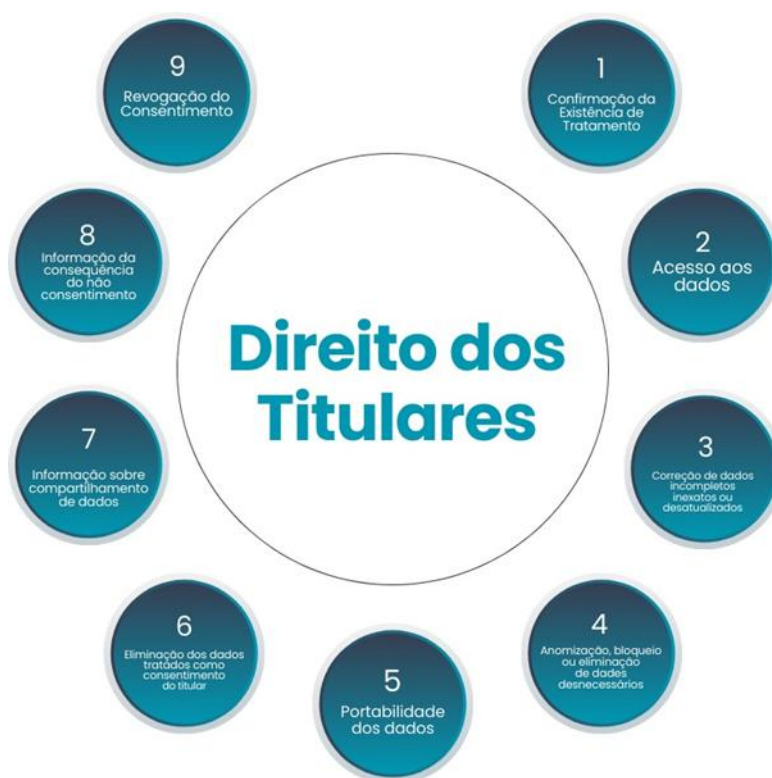 Direito dos
Titulares
1
Confirmação da
Existência de
Tratamento
2
Acesso aos
dados
3
Correção de dados
incompletos
inexatos ou
desatualizados
4
Anomização, bloqueio
ou eliminação
de dades
desnecessários
5
Portabilidade
dos dados
6
Eliminação dos dados
tratados como
consentimento
do titular
7
Informação sobre
compartilhamento
de dados
8
Informação da
consequência
do não
consentimento
9
Revogação do
Consentimento